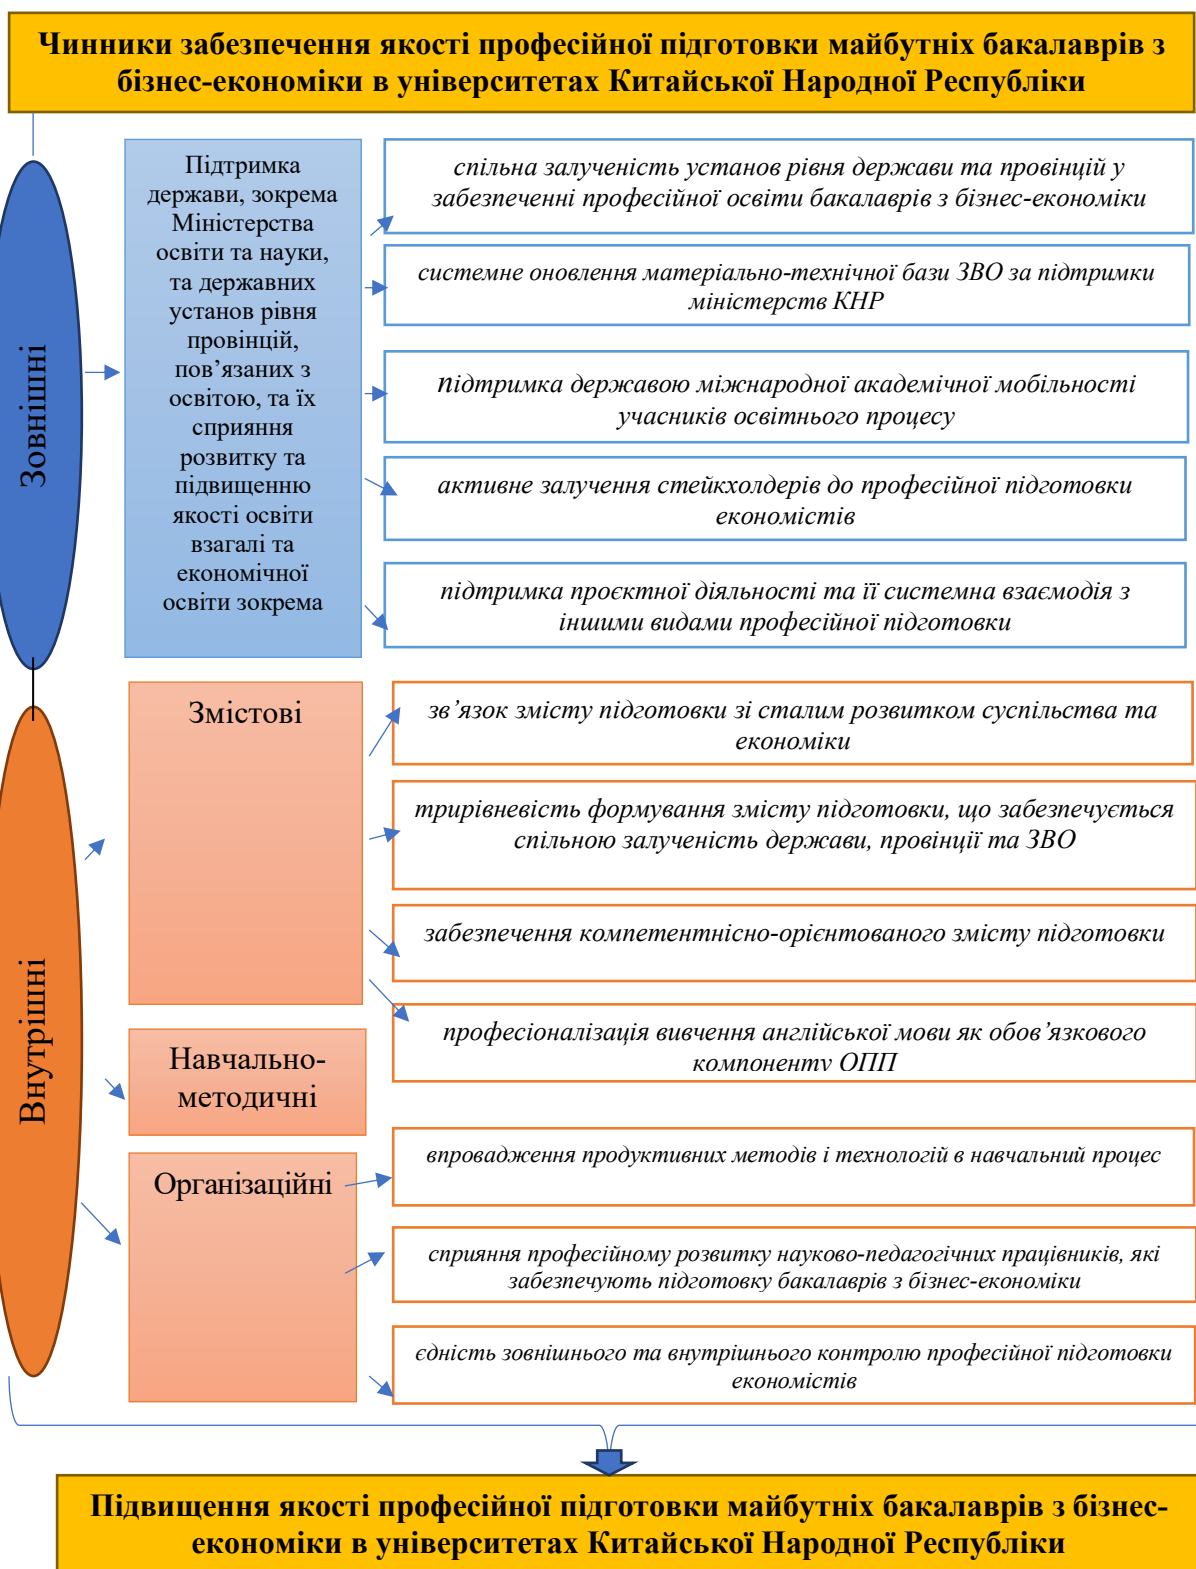 Чинники забезпечення якості професійної підготовки майбутніх бакалаврів з
бізнес-економіки в університетах Китайської Народної Республіки
Зовнішні
Підтримка
держави, зокрема
Міністерства
освіти та науки,
та державних
установ рівня
провінцій,
пов’язаних з
освітою, та їх
сприяння
розвитку та
підвищенню
якості освіти
взагалі та
економічної
освіти зокрема
спільна залученість установ рівня держави та провінцій у
забезпеченні професійної освіти бакалаврів з бізнес-економіки
системне оновлення матеріально-технічної бази ЗВО за підтримки
міністерств КНР
підтримка державою міжнародної академічної мобільності
учасників освітнього процесу
активне залучення стейкхолдерів до професійної підготовки
економістів
підтримка проєктної діяльності та її системна взаємодія з
іншими видами професійної підготовки
Внутрішні
Змістові
зв’язок змісту підготовки зі сталим розвитком суспільства та
економіки
трирівневість формування змісту підготовки, що забезпечується
спільною залученість держави, провінції та ЗВО
забезпечення компетентнісно-орієнтованого змісту підготовки
професіоналізація вивчення англійської мови як обов’язкового
компоненту ОПП
Навчально-
методичні
Організаційні
впровадження продуктивних методів і технологій в навчальний процес
сприяння професійному розвитку науково-педагогічних працівників, які
забезпечують підготовку бакалаврів з бізнес-економіки
єдність зовнішнього та внутрішнього контролю професійної підготовки
економістів
Підвищення якості професійної підготовки майбутніх бакалаврів з бізнес-
економіки в університетах Китайської Народної Республіки